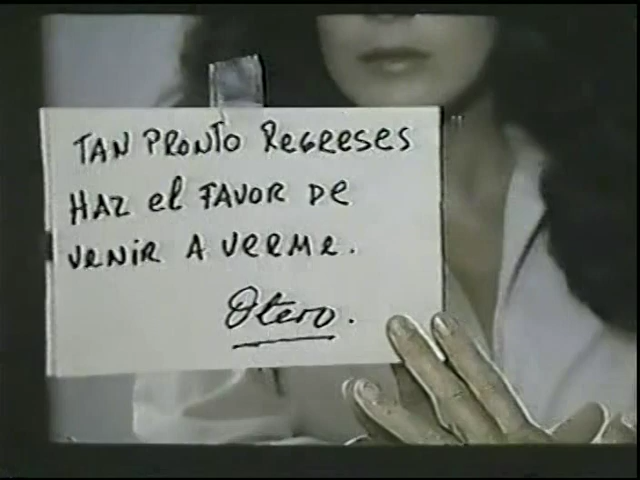 TAN PRONTO REGRESES
HAZ el FAVOR DE
VENIR A VERME.
Otero.